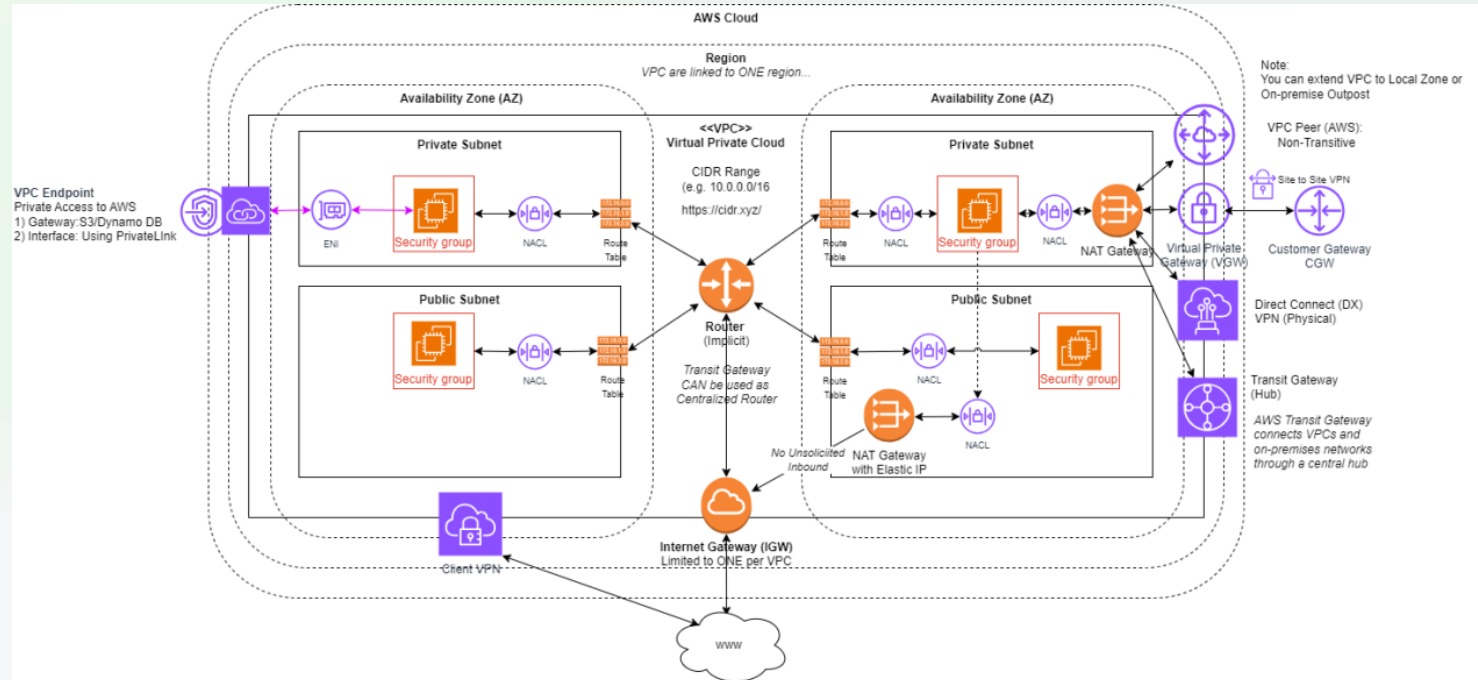 AWS Cloud
Region
VPC are linked to ONE region...
Note:
You can extend VPC to Local Zone or
On-premise Outpost
Availability Zone (AZ)
Availability Zone (AZ)
<<VPC>>
Virtual Private Cloud
CIDR Range
(e.g. 10.0.0.0/16
https://cidr.xyz/
Private Subnet
Private Subnet
VPC Peer (AWS):
Non-Transitive
VPC Endpoint
Private Access to AWS
1) Gateway:S3/Dynamo DB
2) Interface: Using PrivateLInk
ENI
Security group
NACL
Route
Table
Route
Table
NACL
Security group
NACL
NAT Gateway
Site to Site VPN
Virtual Private
Gateway (VGW)
Customer Gateway
CGW
Public Subnet
Public Subnet
Security group
NACL
Route
Table
Router
(Implicit)
Transit Gateway
CAN be used as
Centralized Router
Route
Table
NACL
Security group
Direct Connect (DX)
VPN (Physical)
NAT Gateway
with Elastic IP
NACL
No Unsoliciited
Inbound
Transit Gateway
(Hub)
AWS Transit Gateway
connects VPCs and
on-premises networks
through a central hub
Client VPN
Internet Gateway (IGW)
Limited to ONE per VPC
www